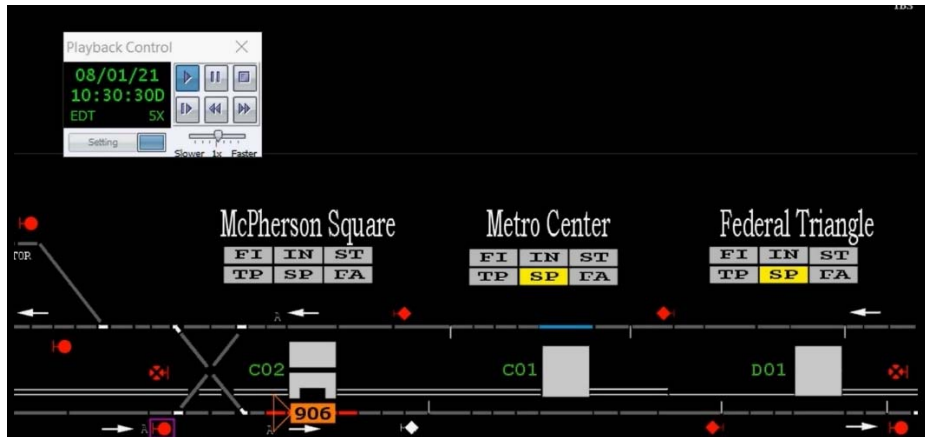 TBS
Playback Control
08/01/21
10:30:30D
EDT 5X
Setting
Slower 1x Faster
McPherson Square Metro Center Federal Triangle
TOR
FI IN ST FI IN ST FI IN ST
TP SP FA TP SP FA TP SP FA
A
C02 C01 D01
906
A A